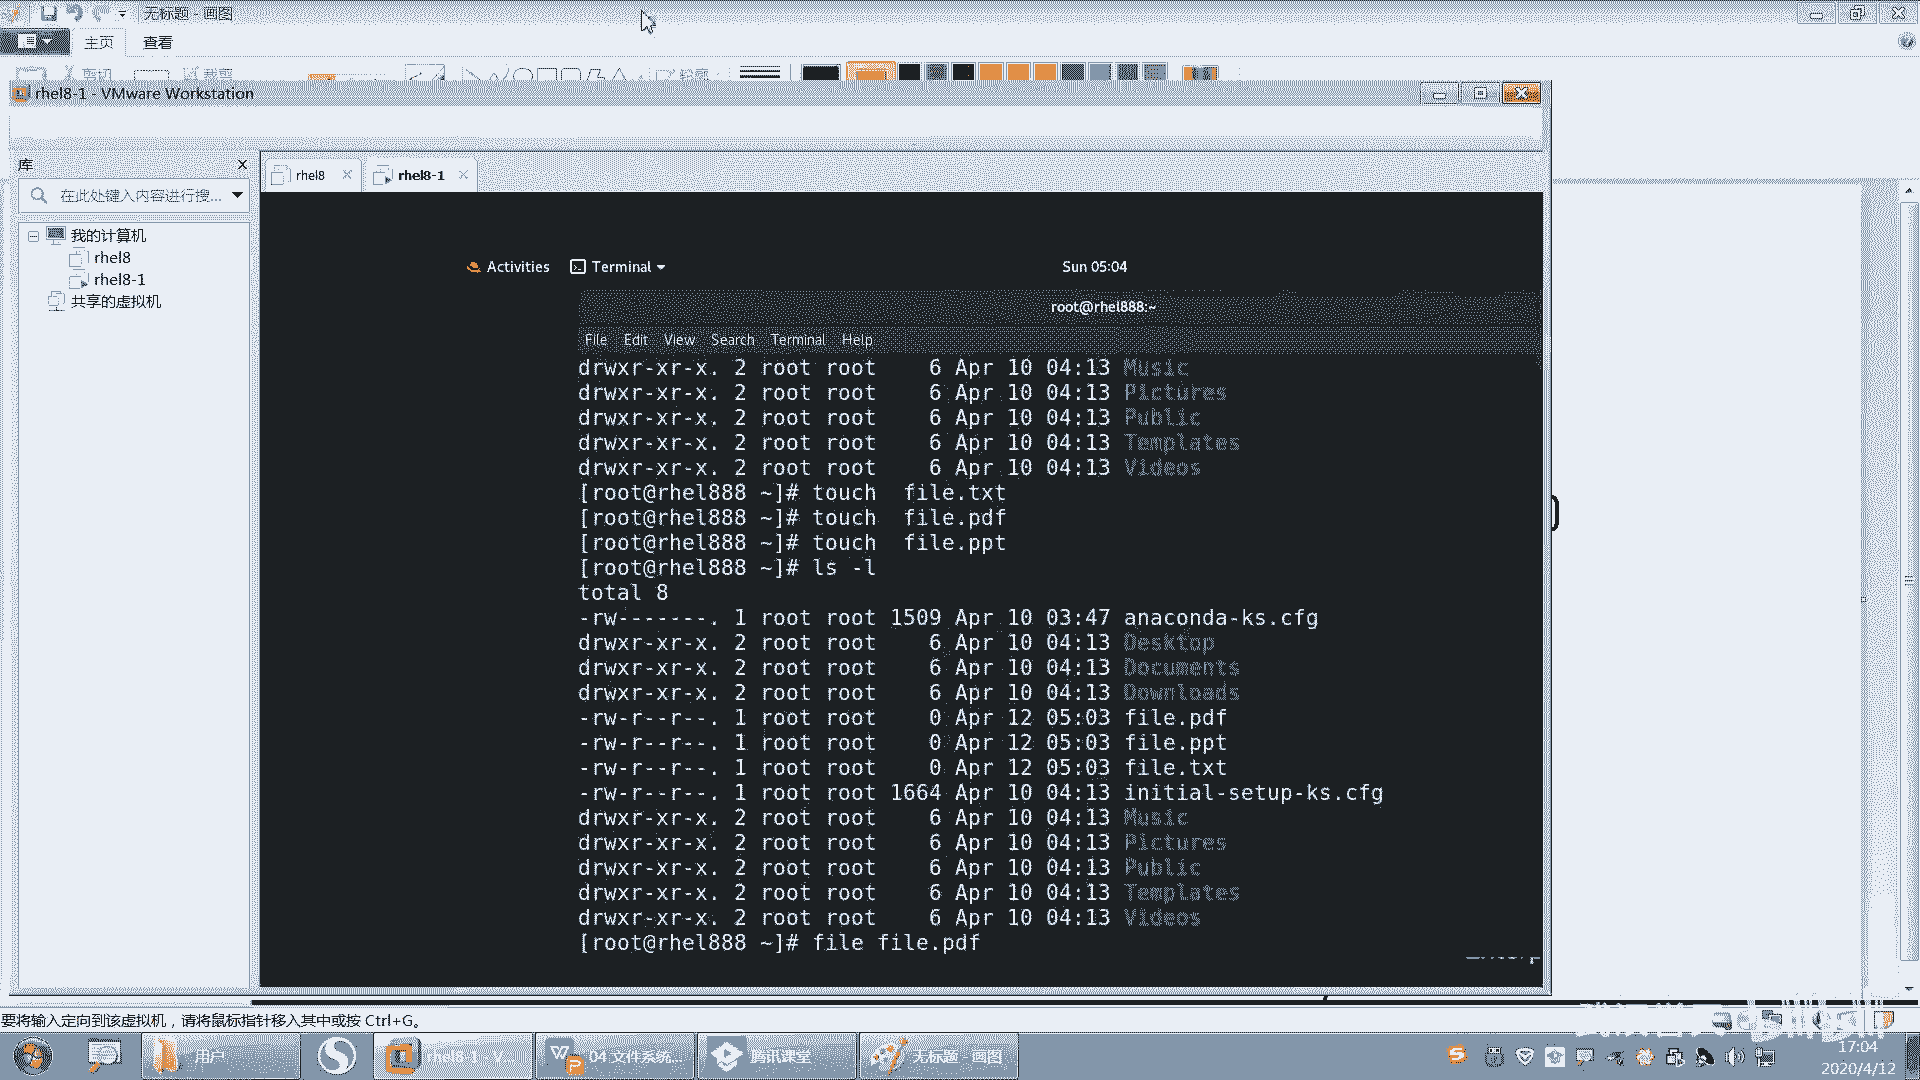 无标题 - 画图
主页 查看
剪切 裁剪 轮廓
rhel8-1 - VMware Workstation
库
在此处键入内容进行搜...
我的计算机
rhel8
rhel8-1
共享的虚拟机
rhel8 rhel8-1
Activities Terminal Sun 05:04
root@rhel888:~
File Edit View Search Terminal Help
drwxr-xr-x. 2 root root 6 Apr 10 04:13 Music
drwxr-xr-x. 2 root root 6 Apr 10 04:13 Pictures
drwxr-xr-x. 2 root root 6 Apr 10 04:13 Public
drwxr-xr-x. 2 root root 6 Apr 10 04:13 Templates
drwxr-xr-x. 2 root root 6 Apr 10 04:13 Videos
[root@rhel888 ~]# touch  file.txt
[root@rhel888 ~]# touch  file.pdf
[root@rhel888 ~]# touch  file.ppt
[root@rhel888 ~]# ls -l
total 8
-rw-------. 1 root root 1509 Apr 10 03:47 anaconda-ks.cfg
drwxr-xr-x. 2 root root 6 Apr 10 04:13 Desktop
drwxr-xr-x. 2 root root 6 Apr 10 04:13 Documents
drwxr-xr-x. 2 root root 6 Apr 10 04:13 Downloads
-rw-r--r--. 1 root root 0 Apr 12 05:03 file.pdf
-rw-r--r--. 1 root root 0 Apr 12 05:03 file.ppt
-rw-r--r--. 1 root root 0 Apr 12 05:03 file.txt
-rw-r--r--. 1 root root 1664 Apr 10 04:13 initial-setup-ks.cfg
drwxr-xr-x. 2 root root 6 Apr 10 04:13 Music
drwxr-xr-x. 2 root root 6 Apr 10 04:13 Pictures
drwxr-xr-x. 2 root root 6 Apr 10 04:13 Public
drwxr-xr-x. 2 root root 6 Apr 10 04:13 Templates
drwxr-xr-x. 2 root root 6 Apr 10 04:13 Videos
[root@rhel888 ~]# file file.pdf
要将输入定向到该虚拟机，请将鼠标指针移入其中或按 Ctrl+G。
用户 rhel8-1 - V... 04 文件系统... 腾讯课堂 无标题 - 画图
17:04
2020/4/12